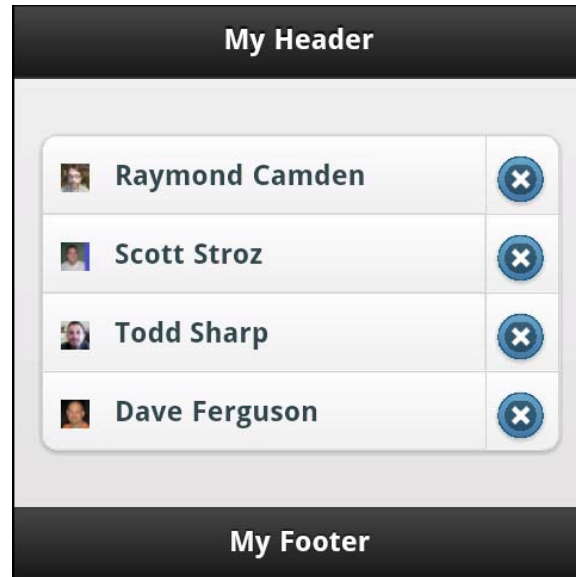 My Header
Raymond Camden
Scott Stroz
Todd Sharp
Dave Ferguson
My Footer